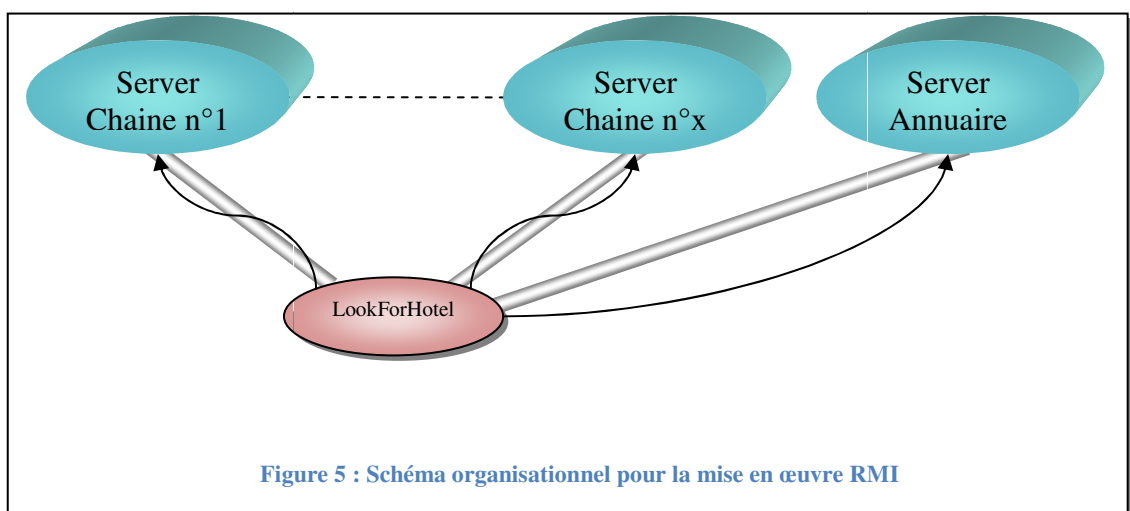 Server
Chaine n°1
Server
Chaine n°x
Server
Annuaire
LookForHotel
Figure 5 : Schéma organisationnel pour la mise en œuvre RMI